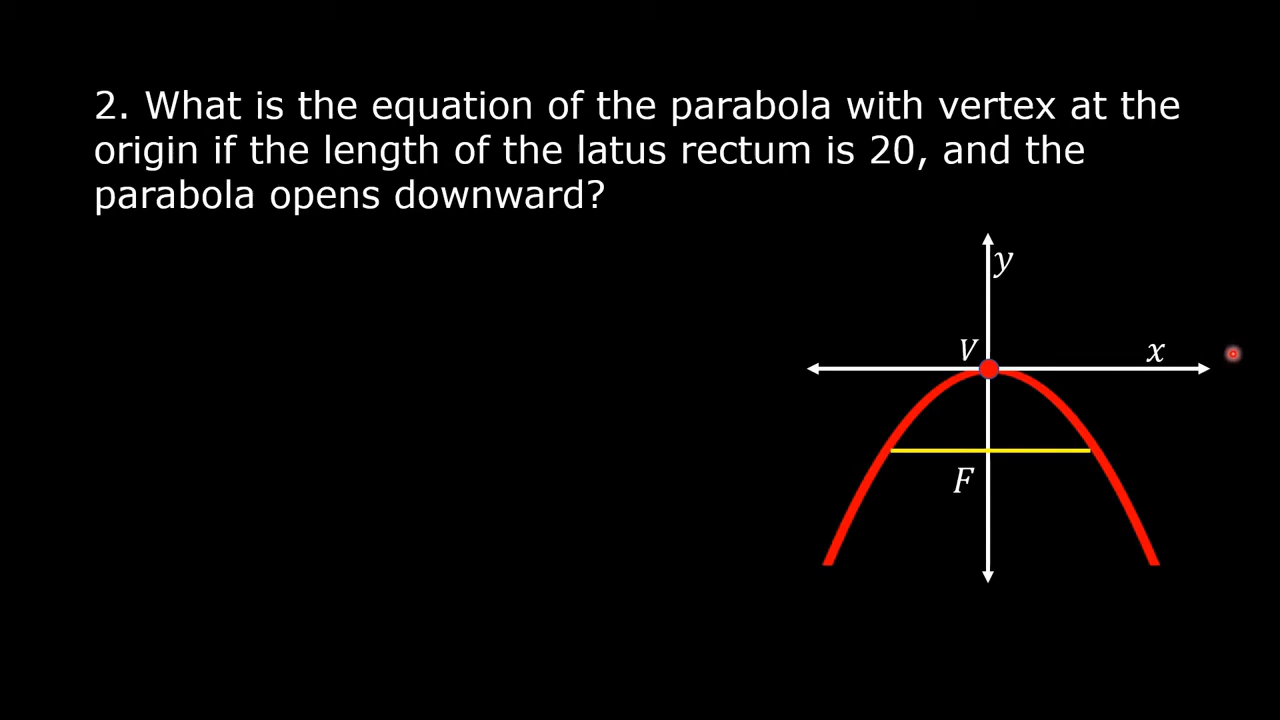 2. What is the equation of the parabola with vertex at the
origin if the length of the latus rectum is 20, and the
parabola opens downward?
y
V
x
F